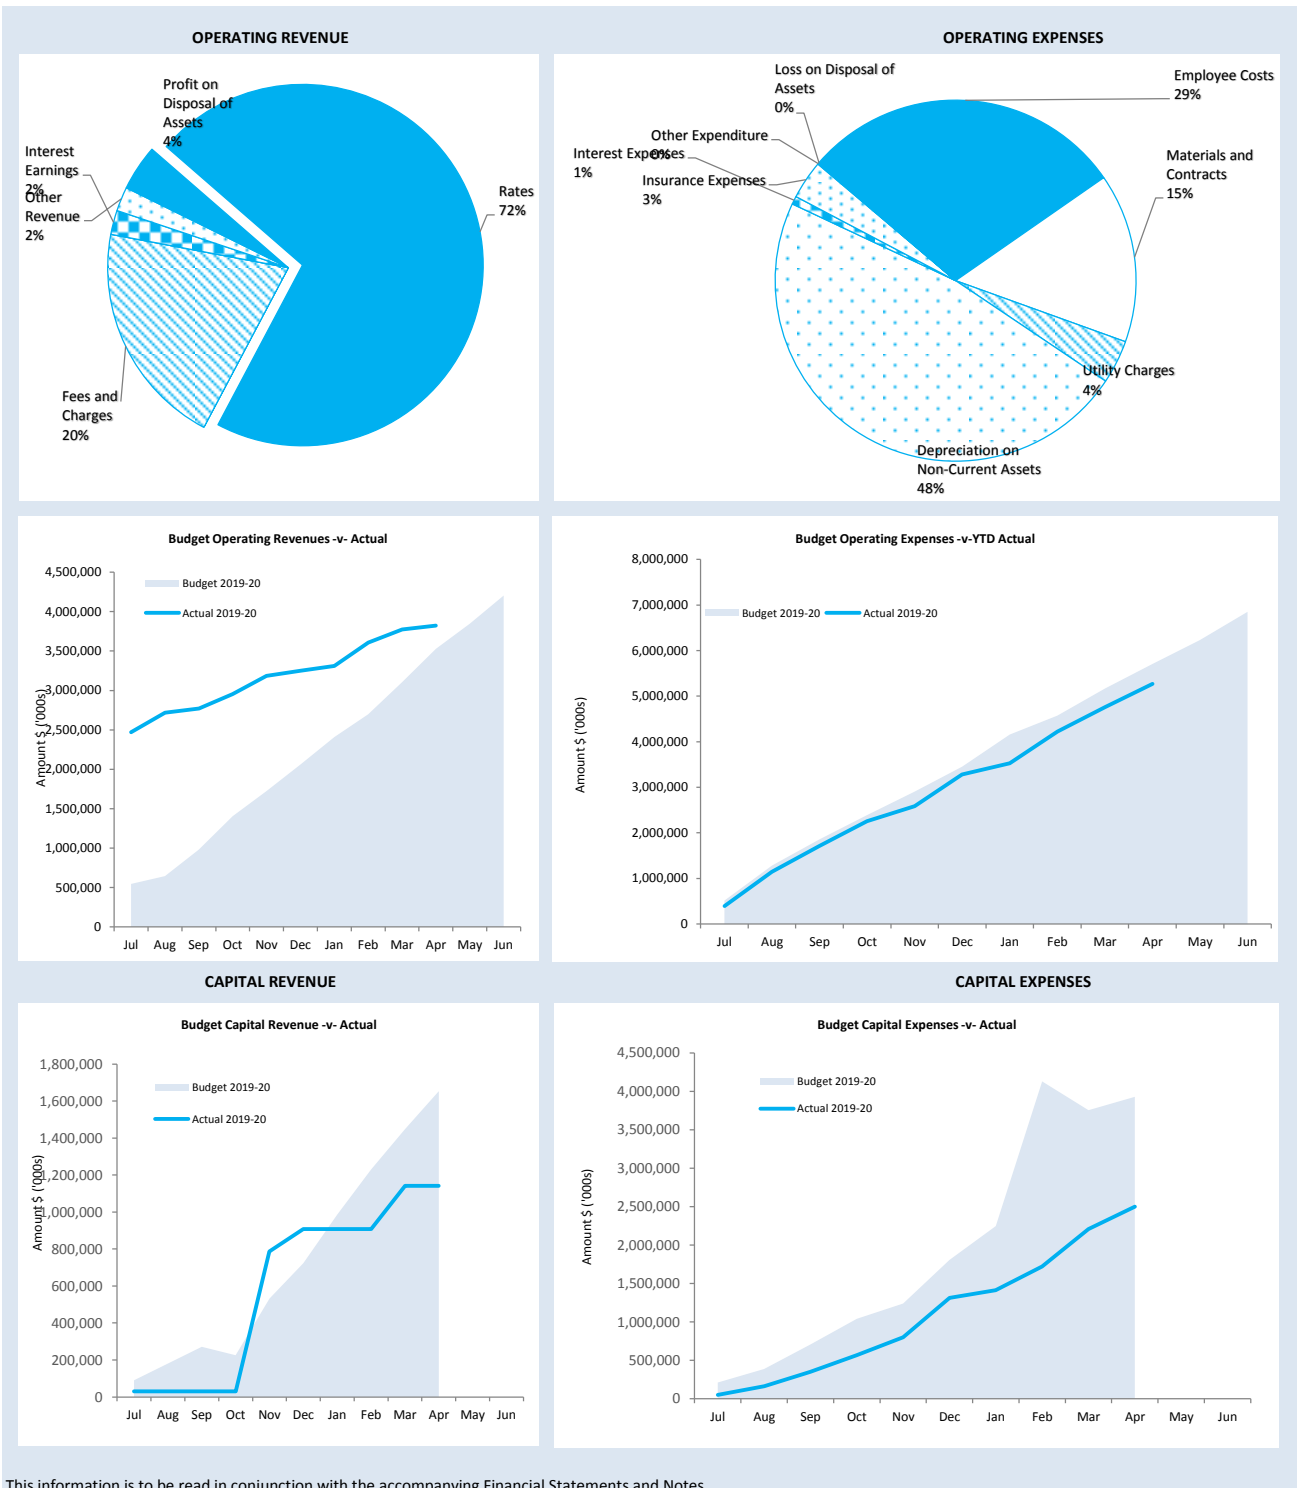 OPERATING REVENUE
Profit on
Disposal of
Assets
4%
Interest
Earnings
2%
Other
Revenue
2%
Rates
72%
Fees and
Charges
20%
OPERATING EXPENSES
Loss on Disposal of
Assets
0%
Employee Costs
29%
Other Expenditure
0%
Interest Expenses
1%
Insurance Expenses
3%
Materials and
Contracts
15%
Utility Charges
4%
Depreciation on
Non-Current Assets
48%
Budget Operating Revenues -v- Actual
Budget 2019-20
Actual 2019-20
Amount $ ('000s)
4,500,000
4,000,000
3,500,000
3,000,000
2,500,000
2,000,000
1,500,000
1,000,000
500,000
0
Jul Aug Sep Oct Nov Dec Jan Feb Mar Apr May Jun
Budget Operating Expenses -v-YTD Actual
Budget 2019-20 Actual 2019-20
Amount $ ('000s)
8,000,000
7,000,000
6,000,000
5,000,000
4,000,000
3,000,000
2,000,000
1,000,000
0
Jul Aug Sep Oct Nov Dec Jan Feb Mar Apr May Jun
CAPITAL REVENUE
Budget Capital Revenue -v- Actual
Budget 2019-20
Actual 2019-20
Amount $ ('000s)
1,800,000
1,600,000
1,400,000
1,200,000
1,000,000
800,000
600,000
400,000
200,000
0
Jul Aug Sep Oct Nov Dec Jan Feb Mar Apr May Jun
CAPITAL EXPENSES
Budget Capital Expenses -v- Actual
Budget 2019-20
Actual 2019-20
Amount $ ('000s)
4,500,000
4,000,000
3,500,000
3,000,000
2,500,000
2,000,000
1,500,000
1,000,000
500,000
0
Jul Aug Sep Oct Nov Dec Jan Feb Mar Apr May Jun
This information is to be read in conjunction with the accompanying Financial Statements and Notes.